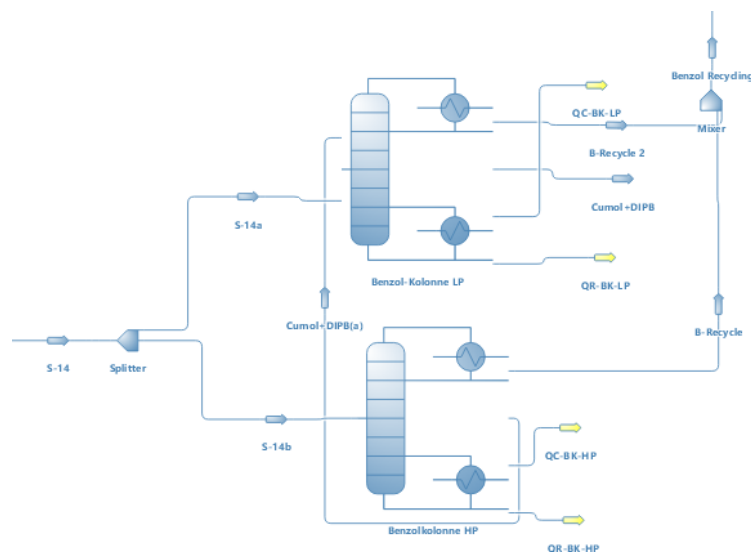 Benzol Recycling
QC-BK-LP
Mixer
B-Recycle 2
Cumol+DIPB
S-14a
Benzol-Kolonne LP
QR-BK-LP
Cumol+DIPB(a)
B-Recycle
S-14
Splitter
S-14b
QC-BK-HP
Benzolkolonne HP
QR-BK-HP